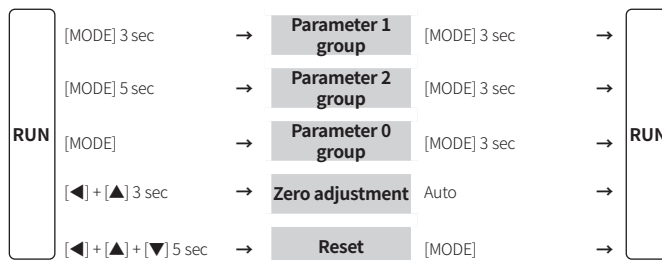 [MODE] 3 sec → Parameter 1 group [MODE] 3 sec →
[MODE] 5 sec → Parameter 2 group [MODE] 3 sec →
RUN [MODE] → Parameter 0 group [MODE] 3 sec → RUN
[◀] + [▲] 3 sec → Zero adjustment Auto →
[◀] + [▲] + [▼] 5 sec → Reset [MODE] →